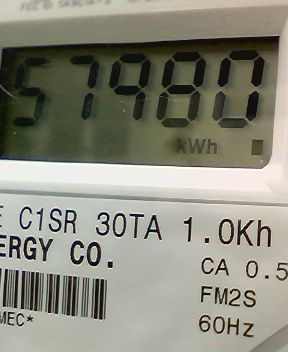 57980
kWh
E C1SR 30TA 1.0Kh
ERGY CO.
CA 0.5
FM2S
MEC*
60Hz